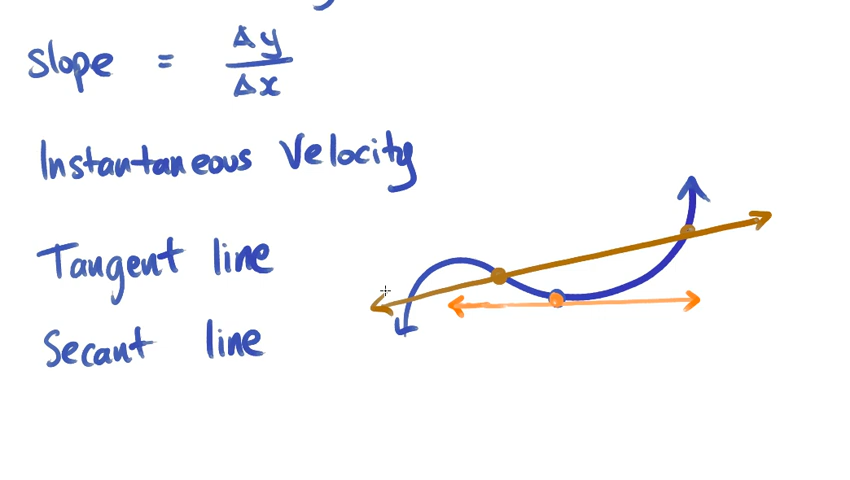 Slope = Δy/Δx
Instantaneous Velocity
Tangent line
Secant line